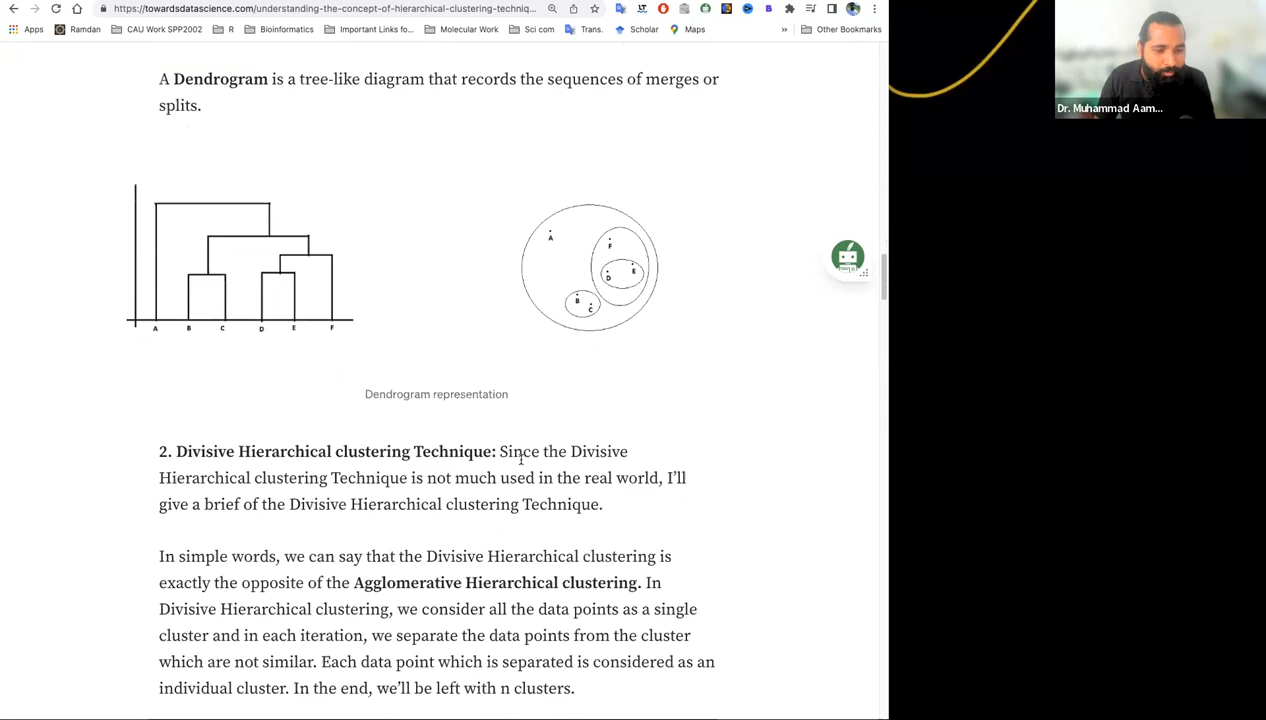 https://towardsdatascience.com/understanding-the-concept-of-hierarchical-clustering-techniq...
Apps Ramdan CAU Work SPP2002 R Bioinformatics Important Links fo... Molecular Work Sci com Trans. Scholar Maps » Other Bookmarks
Dr. Muhammad Aam...
A Dendrogram is a tree-like diagram that records the sequences of merges or
splits.
A B C D E F
A
F
D E
B
C
Dendrogram representation
2. Divisive Hierarchical clustering Technique: Since the Divisive
Hierarchical clustering Technique is not much used in the real world, I’ll
give a brief of the Divisive Hierarchical clustering Technique.
In simple words, we can say that the Divisive Hierarchical clustering is
exactly the opposite of the Agglomerative Hierarchical clustering. In
Divisive Hierarchical clustering, we consider all the data points as a single
cluster and in each iteration, we separate the data points from the cluster
which are not similar. Each data point which is separated is considered as an
individual cluster. In the end, we’ll be left with n clusters.